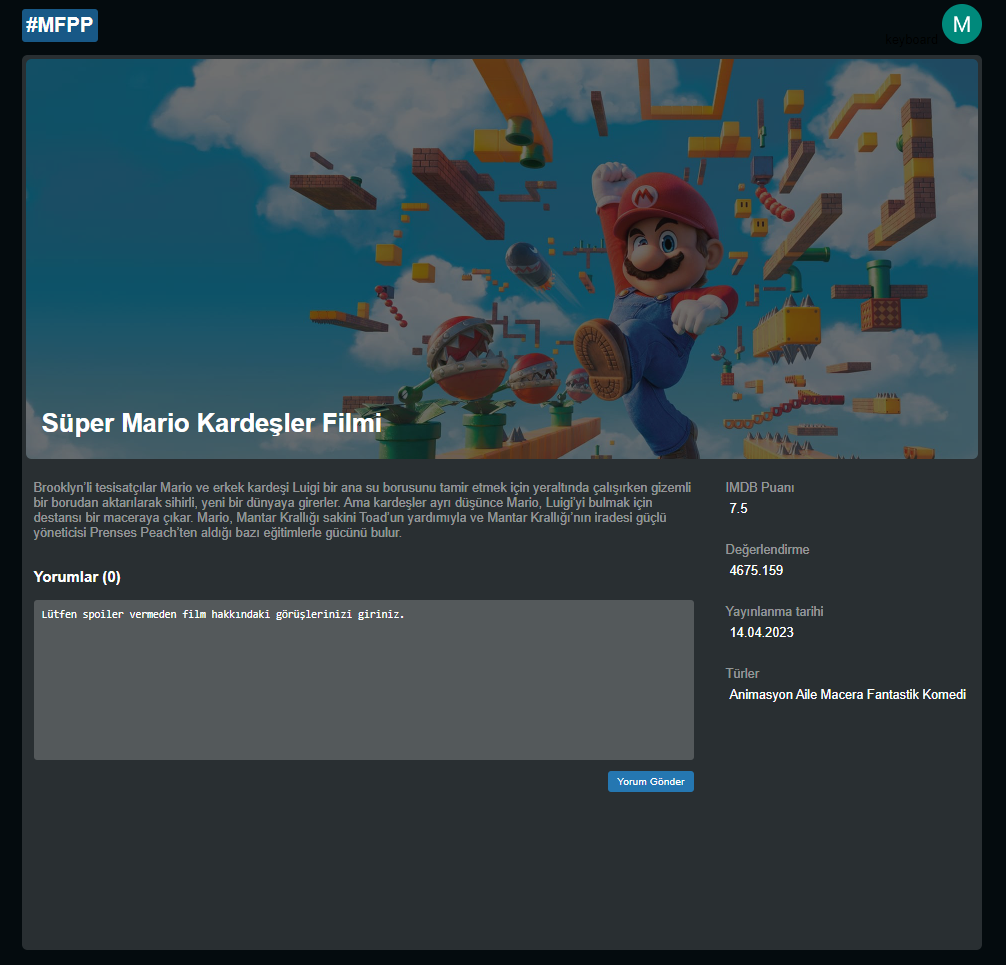 #MFPP
M
Süper Mario Kardeşler Filmi
Brooklyn'li tesisatçılar Mario ve erkek kardeşi Luigi bir ana su borusunu tamir etmek için yeraltında çalışırken gizemli
bir borudan aktarılarak sihirli, yeni bir dünyaya girerler. Ama kardeşler ayrı düşünce Mario, Luigi'yi bulmak için
destansı bir maceraya çıkar. Mario, Mantar Krallığı sakini Toad'un yardımıyla ve Mantar Krallığı'nın iradesi güçlü
yöneticisi Prenses Peach'ten aldığı bazı eğitimlerle gücünü bulur.
Yorumlar (0)
Lütfen spoiler vermeden film hakkındaki görüşlerinizi giriniz.
Yorum Gönder
IMDB Puanı
7.5
Değerlendirme
4675.159
Yayınlanma tarihi
14.04.2023
Türler
Animasyon Aile Macera Fantastik Komedi